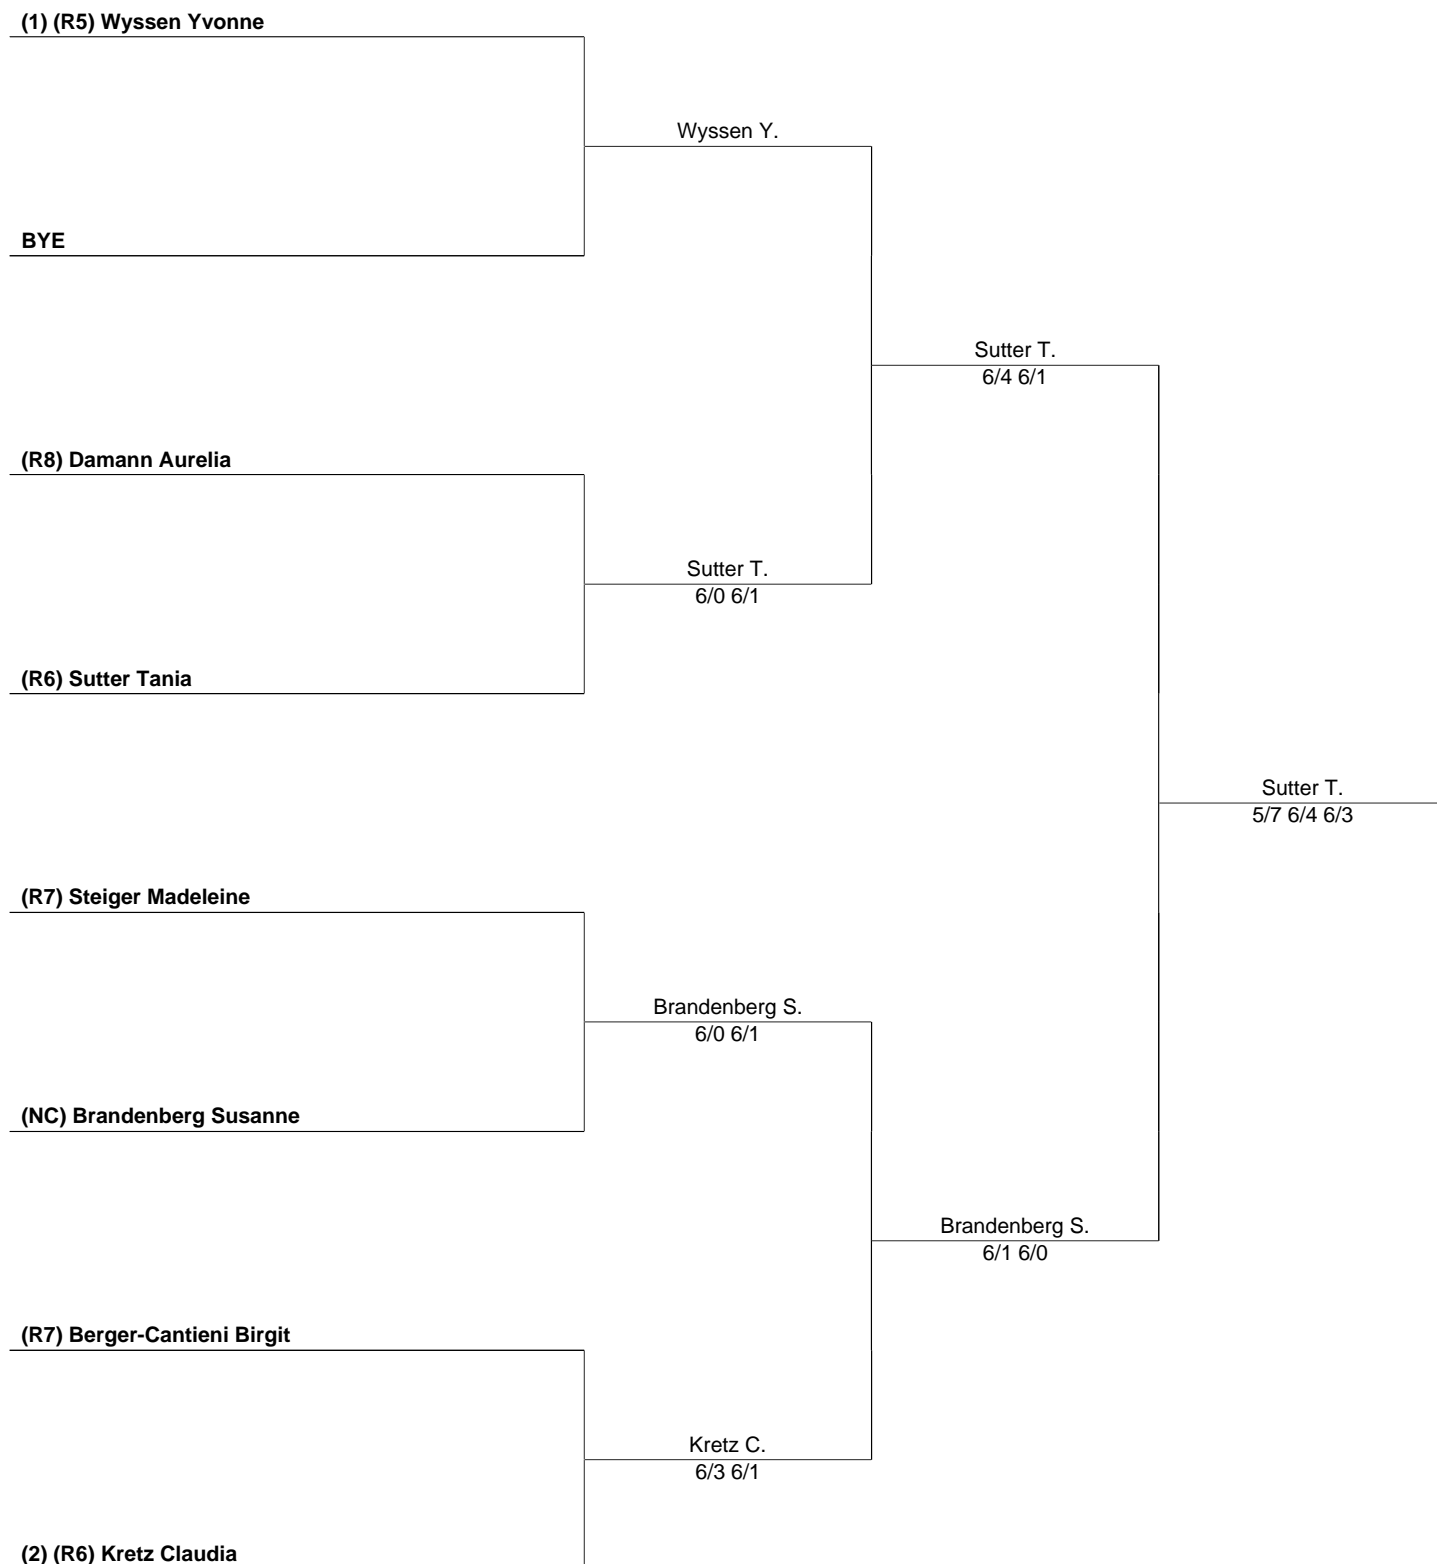 (1) (R5) Wyssen Yvonne
Wyssen Y.
BYE
Sutter T.
6/4 6/1
(R8) Damann Aurelia
Sutter T.
6/0 6/1
(R6) Sutter Tania
Sutter T.
5/7 6/4 6/3
(R7) Steiger Madeleine
Brandenberg S.
6/0 6/1
(NC) Brandenberg Susanne
Brandenberg S.
6/1 6/0
(R7) Berger-Cantieni Birgit
Kretz C.
6/3 6/1
(2) (R6) Kretz Claudia